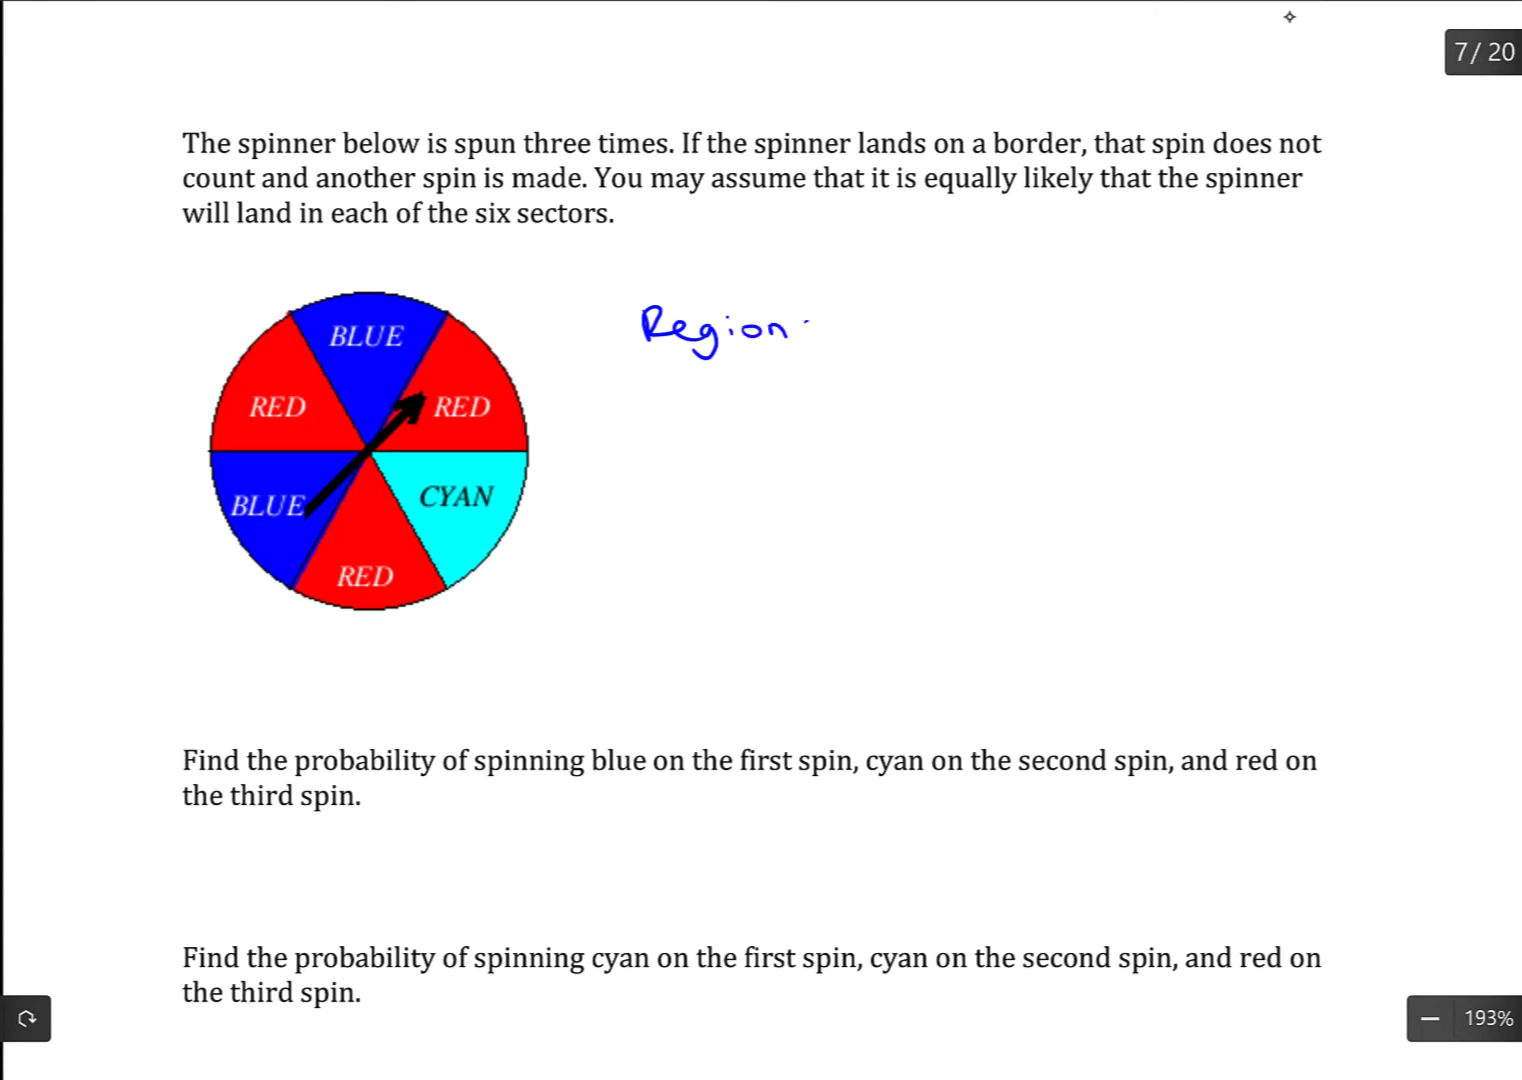 7 / 20
The spinner below is spun three times. If the spinner lands on a border, that spin does not
count and another spin is made. You may assume that it is equally likely that the spinner
will land in each of the six sectors.
Region
BLUE
RED
RED
BLUE
CYAN
RED
Find the probability of spinning blue on the first spin, cyan on the second spin, and red on
the third spin.
Find the probability of spinning cyan on the first spin, cyan on the second spin, and red on
the third spin.
193%